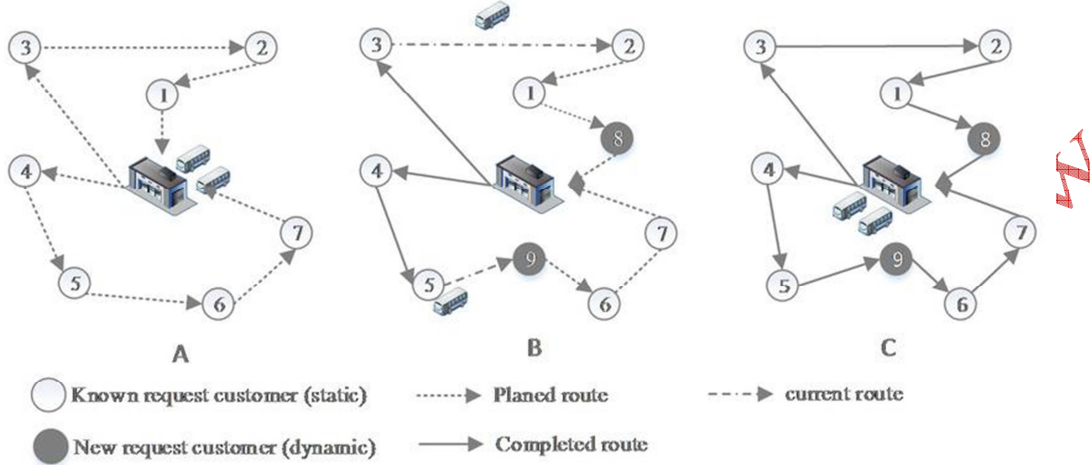 3 2 3 2 3 2
1 1 1
8 8
4 4 4
7 7 7
9 9
5 5 5
6 6 6
A B C
Known request customer (static) Planed route current route
New request customer (dynamic) Completed route
W